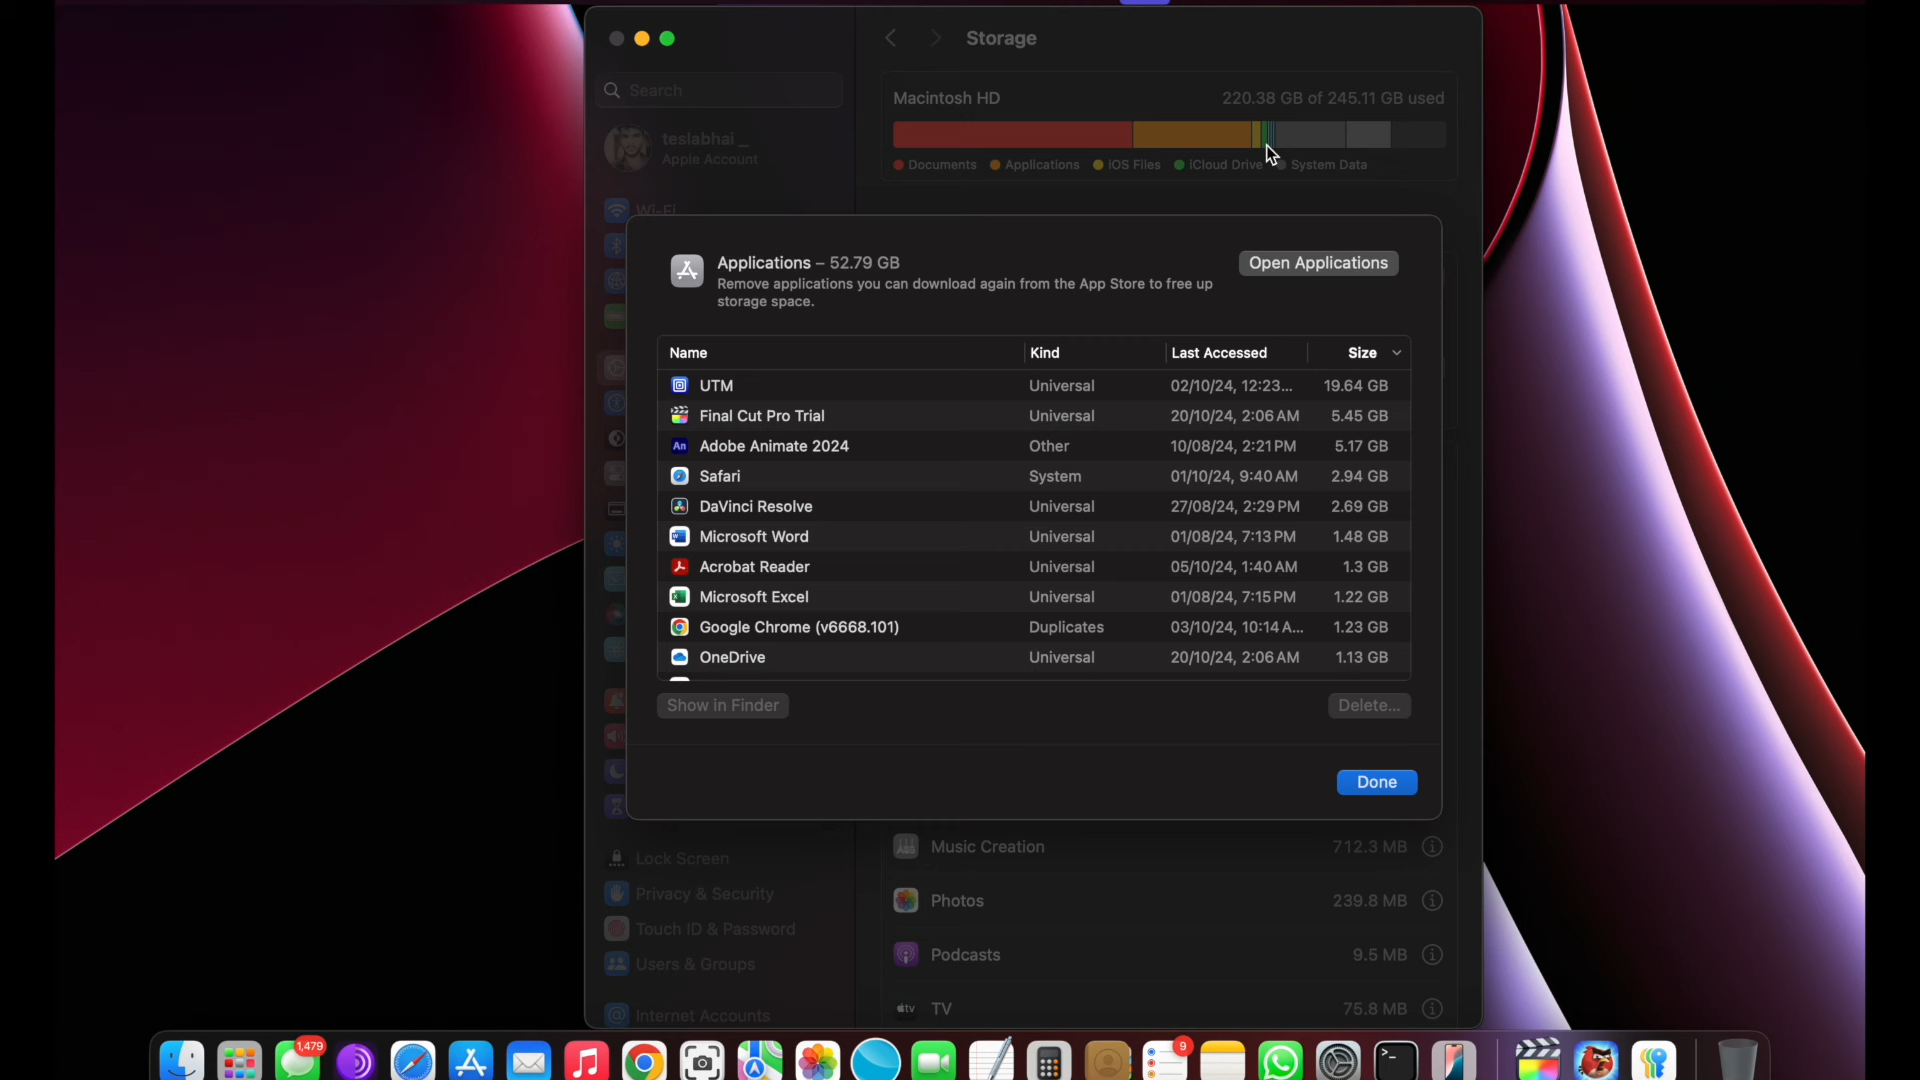 Storage
Search
Macintosh HD 220.38 GB of 245.11 GB used
teslabhai _
Apple Account
Documents Applications iOS Files iCloud Drive System Data
Wi-Fi
Applications – 52.79 GB
Open Applications
Remove applications you can download again from the App Store to free up
storage space.
Name Kind Last Accessed Size
UTM Universal 02/10/24, 12:23... 19.64 GB
Final Cut Pro Trial Universal 20/10/24, 2:06 AM 5.45 GB
An Adobe Animate 2024 Other 10/08/24, 2:21 PM 5.17 GB
Safari System 01/10/24, 9:40 AM 2.94 GB
DaVinci Resolve Universal 27/08/24, 2:29 PM 2.69 GB
Microsoft Word Universal 01/08/24, 7:13 PM 1.48 GB
Acrobat Reader Universal 05/10/24, 1:40 AM 1.3 GB
Microsoft Excel Universal 01/08/24, 7:15 PM 1.22 GB
Google Chrome (v6668.101) Duplicates 03/10/24, 10:14 A... 1.23 GB
OneDrive Universal 20/10/24, 2:06 AM 1.13 GB
Show in Finder Delete...
Done
Music Creation 712.3 MB
Lock Screen
Privacy & Security
Photos 239.8 MB
Touch ID & Password
Podcasts 9.5 MB
Users & Groups
tv TV 75.8 MB
Internet Accounts
1,479
9